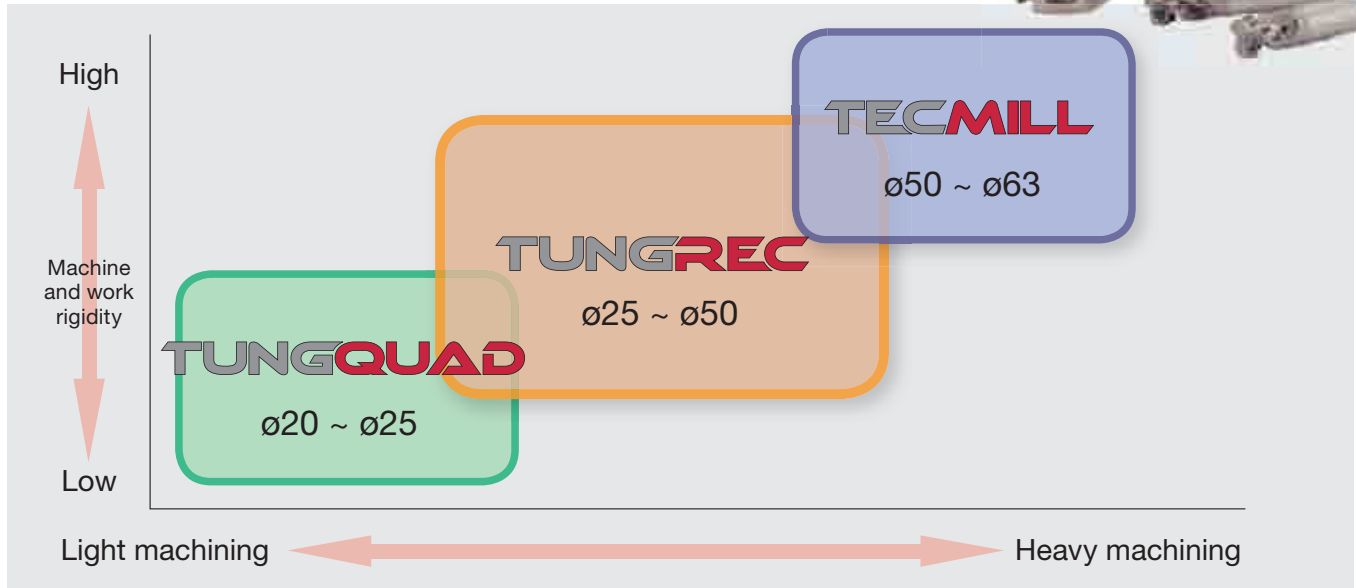 High
TECMILL
ø50 ~ ø63
TUNGREC
Machine
and work
rigidity
ø25 ~ ø50
TUNGQUAD
ø20 ~ ø25
Low
Light machining
Heavy machining